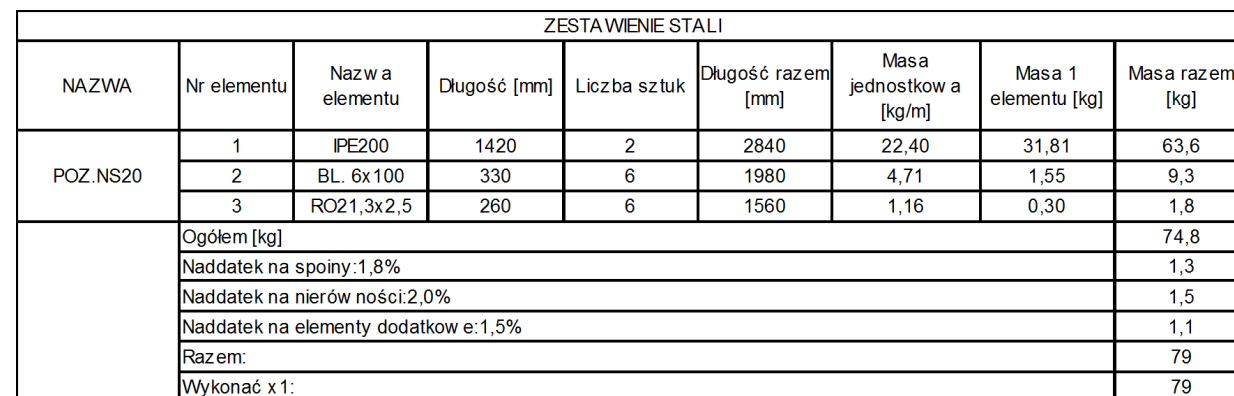 ZESTAWIENIE STALI
NAZWA Nr elementu Nazwa elementu Długość [mm] Liczba sztuk Długość razem [mm] Masa jednostkowa [kg/m] Masa 1 elementu [kg] Masa razem [kg]
POZ.NS20
1 IPE200 1420 2 2840 22,40 31,81 63,6
2 BL. 6x100 330 6 1980 4,71 1,55 9,3
3 RO21,3x2,5 260 6 1560 1,16 0,30 1,8
Ogółem [kg] 74,8
Naddatek na spoiny:1,8% 1,3
Naddatek na nierówności:2,0% 1,5
Naddatek na elementy dodatkowe:1,5% 1,1
Razem: 79
Wykonać x1: 79